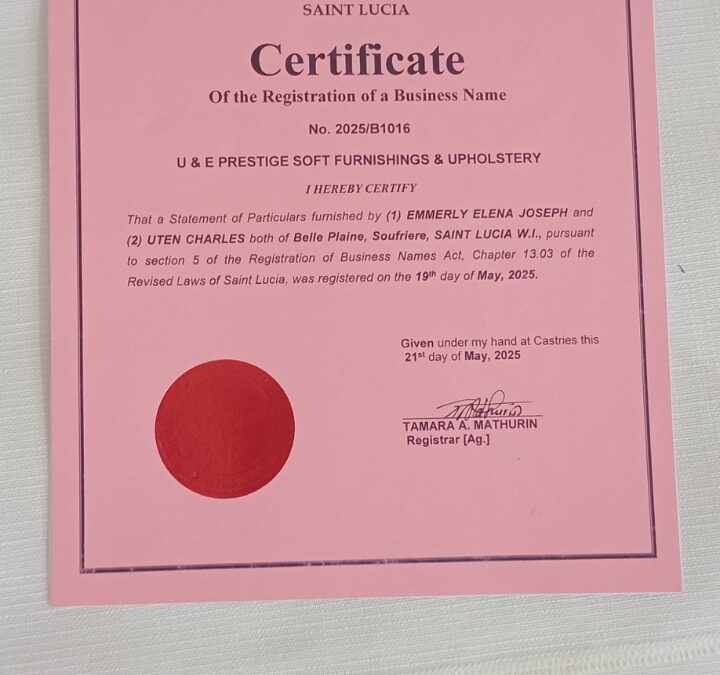 SAINT LUCIA
Certificate
Of the Registration of a Business Name
No. 2025/B1016
U & E PRESTIGE SOFT FURNISHINGS & UPHOLSTERY
I HEREBY CERTIFY
That a Statement of Particulars furnished by (1) EMMERLY ELENA JOSEPH and
(2) UTEN CHARLES both of Belle Plaine, Soufriere, SAINT LUCIA W.I., pursuant
to section 5 of the Registration of Business Names Act, Chapter 13.03 of the
Revised Laws of Saint Lucia, was registered on the 19th day of May, 2025.
Given under my hand at Castries this
21st day of May, 2025
TAMARA A. MATHURIN
Registrar [Ag.]